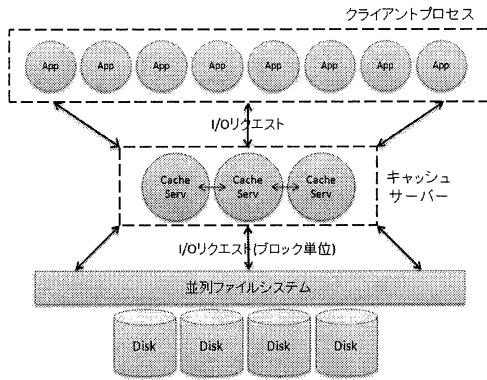 クライアントプロセス
App App App App App App App App
I/Oリクエスト
Cache Serv Cache Serv Cache Serv
キャッシュ
サーバー
I/Oリクエスト(ブロック単位)
並列ファイルシステム
Disk Disk Disk Disk